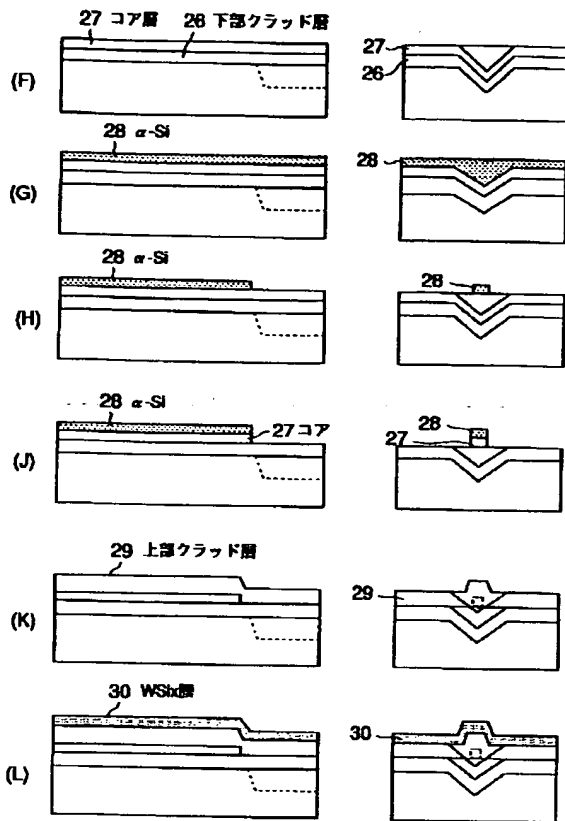 27 コア層 26 下部クラッド層
27
26
(F)
28 α-Si
28
(G)
28 α-Si
28
(H)
28 α-Si
27 コア
28
27
(J)
29 上部クラッド層
29
(K)
30 WSix膜
30
(L)